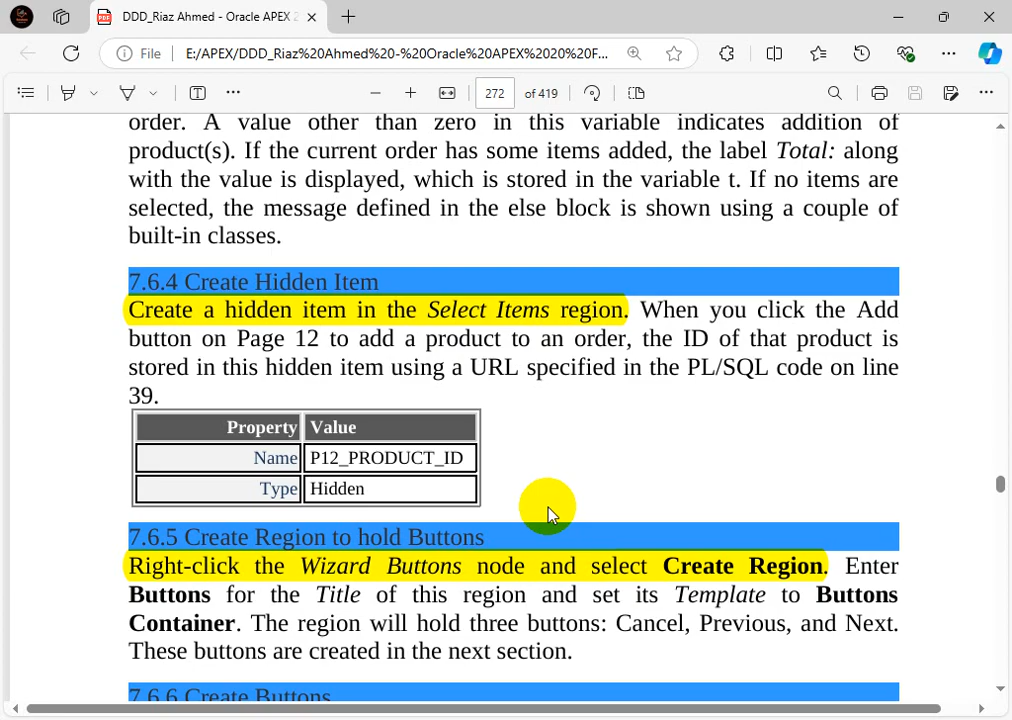 DDD_Riaz Ahmed - Oracle APEX 2
File E:/APEX/DDD_Riaz%20Ahmed%20-%20Oracle%20APEX%2020%20F...
272 of 419
order. A value other than zero in this variable indicates addition of
product(s). If the current order has some items added, the label Total: along
with the value is displayed, which is stored in the variable t. If no items are
selected, the message defined in the else block is shown using a couple of
built-in classes.
7.6.4 Create Hidden Item
Create a hidden item in the Select Items region. When you click the Add
button on Page 12 to add a product to an order, the ID of that product is
stored in this hidden item using a URL specified in the PL/SQL code on line
39.
Property Value
Name P12_PRODUCT_ID
Type Hidden
7.6.5 Create Region to hold Buttons
Right-click the Wizard Buttons node and select Create Region. Enter
Buttons for the Title of this region and set its Template to Buttons
Container. The region will hold three buttons: Cancel, Previous, and Next.
These buttons are created in the next section.
7.6.6 Create Buttons